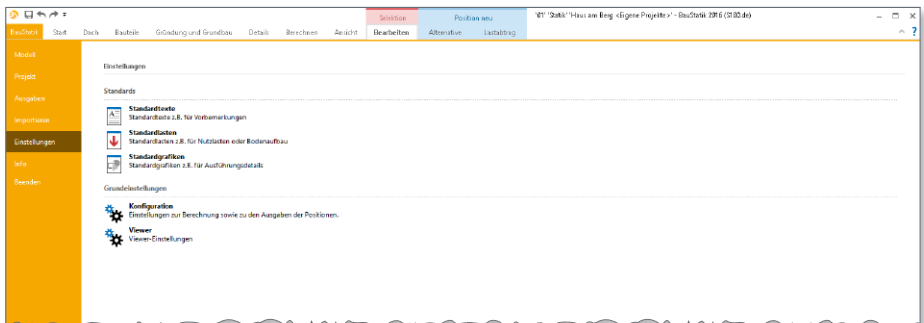 Selektion
Position neu
'01' 'Statik' 'Haus am Berg <Eigene Projekte>' - BauStatik 2016 (S100.de)
BauStatik Start Dach Bauteile Gründung und Grundbau Details Berechnen Ansicht Bearbeiten Alternative Lastabtrag
?
Modell
Projekt
Ausgaben
Importieren
Einstellungen
Info
Beenden
Einstellungen
Standards
Standardtexte
Standardtexte z.B. für Vorbemerkungen
Standardlasten
Standardlasten z.B. für Nutzlasten oder Bodenaufbau
Standardgrafiken
Standardgrafiken z.B. für Ausführungsdetails
Grundeinstellungen
Konfiguration
Einstellungen zur Berechnung sowie zu den Ausgaben der Positionen.
Viewer
Viewer-Einstellungen